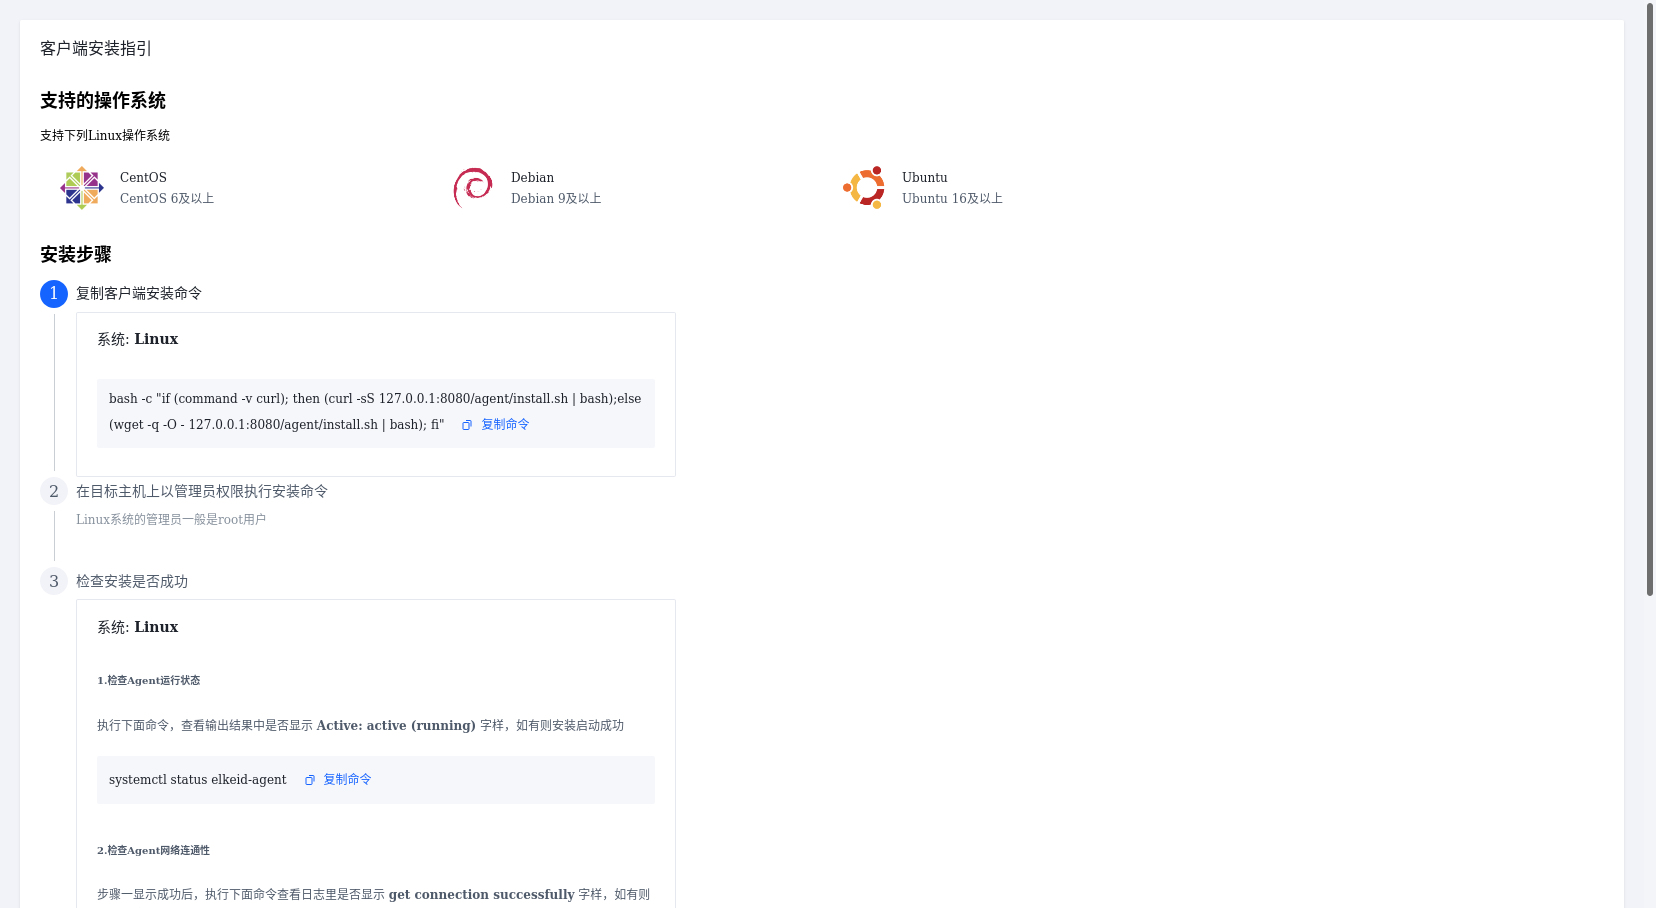 客户端安装指引
支持的操作系统
支持下列Linux操作系统
CentOS
CentOS 6及以上
Debian
Debian 9及以上
Ubuntu
Ubuntu 16及以上
安装步骤
1 复制客户端安装命令
系统: Linux
bash -c "if (command -v curl); then (curl -sS 127.0.0.1:8080/agent/install.sh | bash);else
(wget -q -O - 127.0.0.1:8080/agent/install.sh | bash); fi" 复制命令
2 在目标主机上以管理员权限执行安装命令
Linux系统的管理员一般是root用户
3 检查安装是否成功
系统: Linux
1.检查Agent运行状态
执行下面命令，查看输出结果中是否显示 Active: active (running) 字样，如有则安装启动成功
systemctl status elkeid-agent 复制命令
2.检查Agent网络连通性
步骤一显示成功后，执行下面命令查看日志里是否显示 get connection successfully 字样，如有则